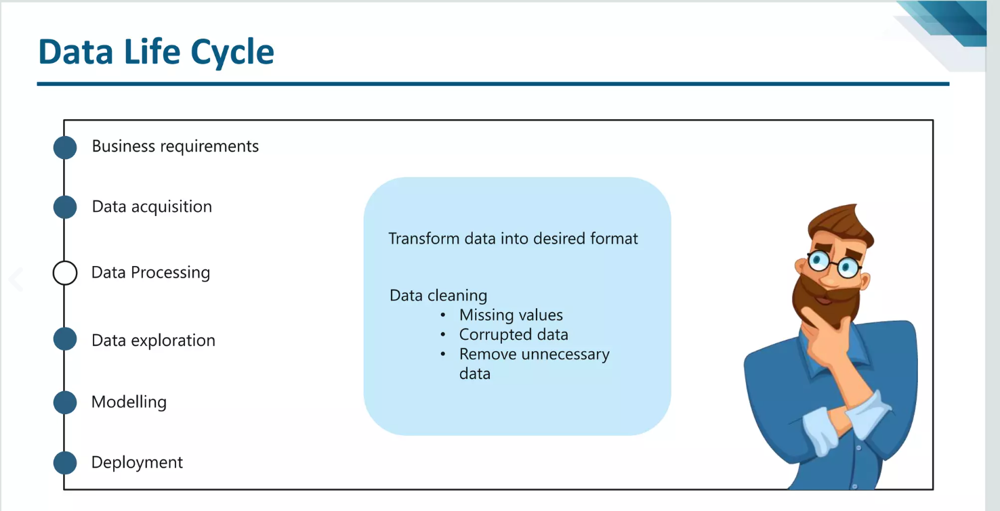 Data Life Cycle
Business requirements
Data acquisition
Data Processing
Data exploration
Modelling
Deployment
Transform data into desired format
Data cleaning
• Missing values
• Corrupted data
• Remove unnecessary
data